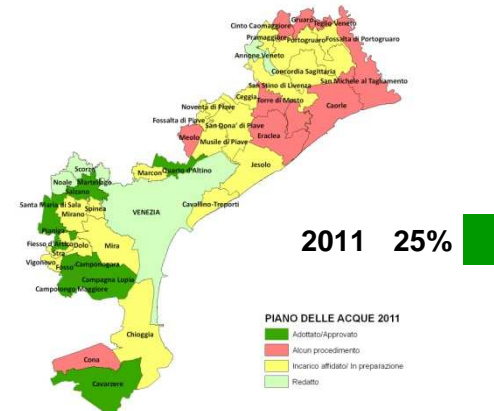 Cinto Caomaggiore
Gruaro
Teglio Veneto
Pramaggiore
Portogruaro
Fossalta di Portogruaro
Annone Veneto
Concordia Sagittaria
San Stino di Livenza
San Michele al Tagliamento
Ceggia
Torre di Mosto
Caorle
Noventa di Piave
Fossalta di Piave
San Dona' di Piave
Eraclea
Meolo
Musile di Piave
Jesolo
Quarto d'Altino
Marcon
Scorze
Noale
Martellago
Salzano
Cavallino-Treporti
Santa Maria di Sala
Spinea
Mirano
VENEZIA
Pianiga
Fiesso d'Artico
Dolo
Mira
Stra
Vigonovo
Fosso
Camponogara
Campagna Lupia
Campolongo Maggiore
Chioggia
Cona
Cavarzere
2011 25%
PIANO DELLE ACQUE 2011
Adottato/Approvato
Alcun procedimento
Incarico affidato/ In preparazione
Redatto